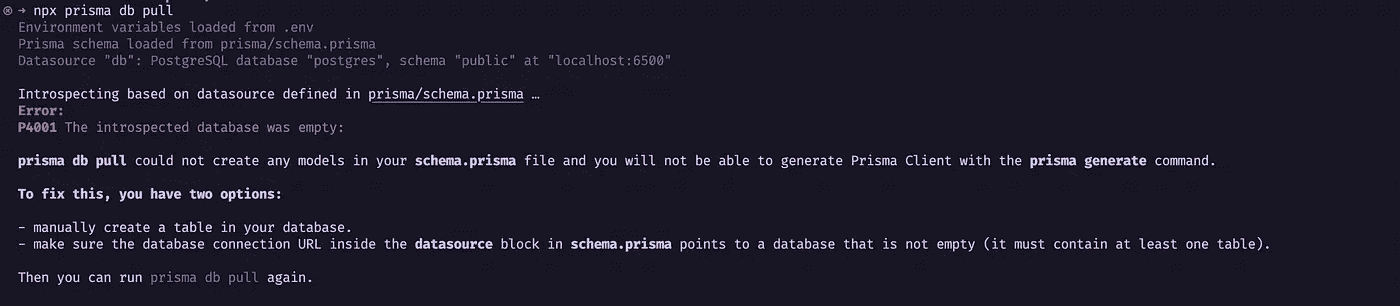 ⊗ → npx prisma db pull
Environment variables loaded from .env
Prisma schema loaded from prisma/schema.prisma
Datasource "db": PostgreSQL database "postgres", schema "public" at "localhost:6500"
Introspecting based on datasource defined in prisma/schema.prisma …
Error:
P4001 The introspected database was empty:
prisma db pull could not create any models in your schema.prisma file and you will not be able to generate Prisma Client with the prisma generate command.
To fix this, you have two options:
- manually create a table in your database.
- make sure the database connection URL inside the datasource block in schema.prisma points to a database that is not empty (it must contain at least one table).
Then you can run prisma db pull again.